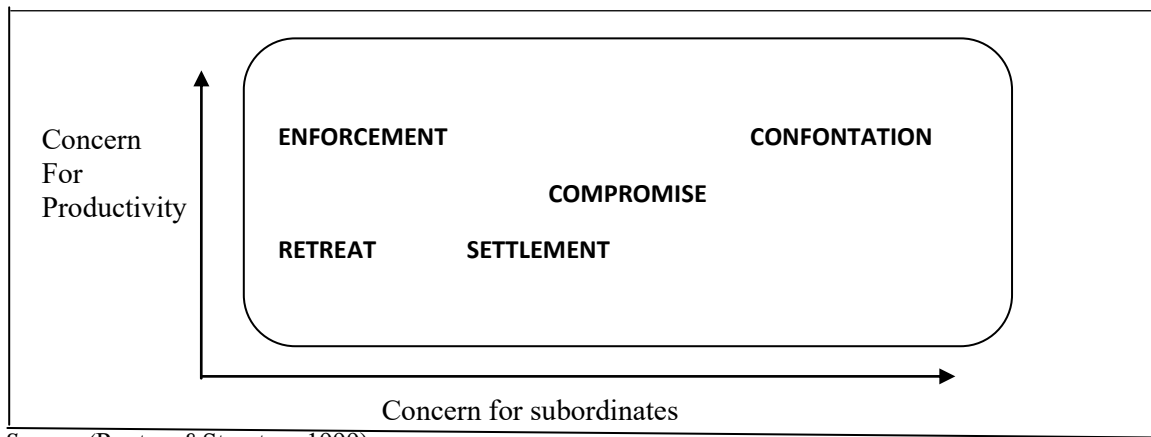 Concern
For
Productivity
ENFORCEMENT CONFONTATION
COMPROMISE
RETREAT SETTLEMENT
Concern for subordinates